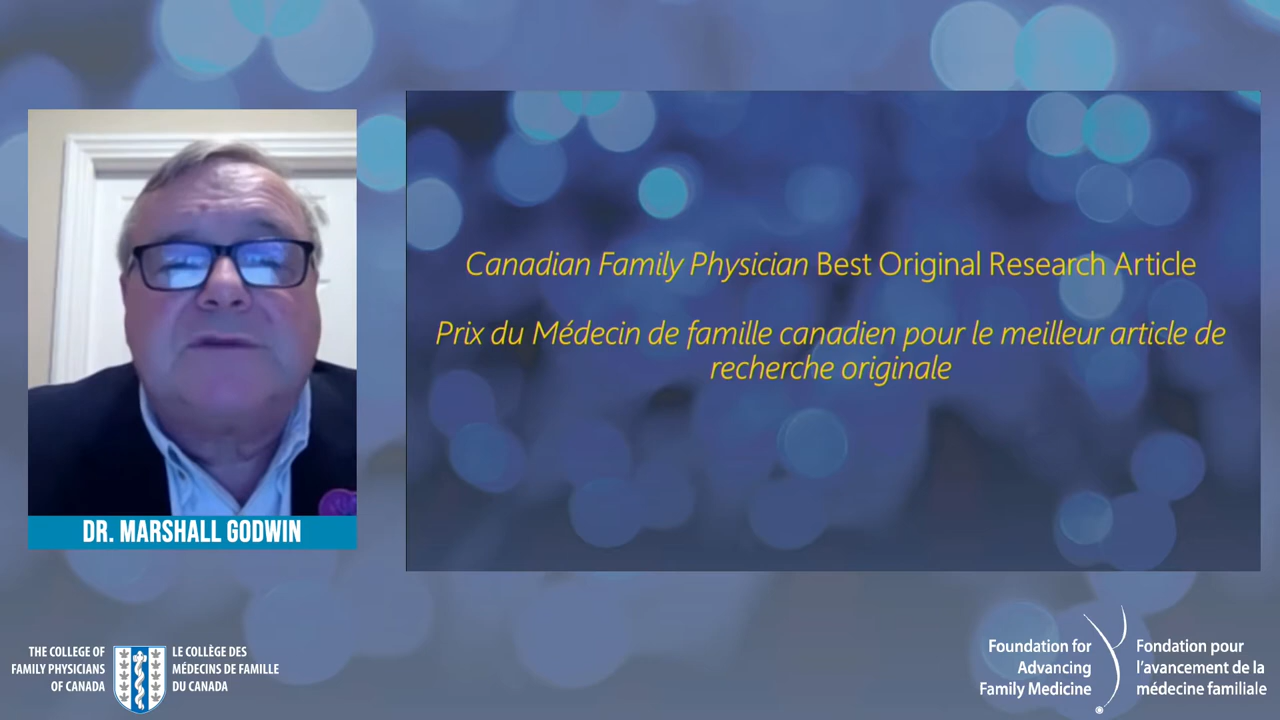 Canadian Family Physician Best Original Research Article
Prix du Médecin de famille canadien pour le meilleur article de
recherche originale
DR. MARSHALL GODWIN
THE COLLEGE OF
FAMILY PHYSICIANS
OF CANADA
LE COLLÈGE DES
MÉDECINS DE FAMILLE
DU CANADA
Foundation for
Advancing
Family Medicine
Fondation pour
l'avancement de la
médecine familiale